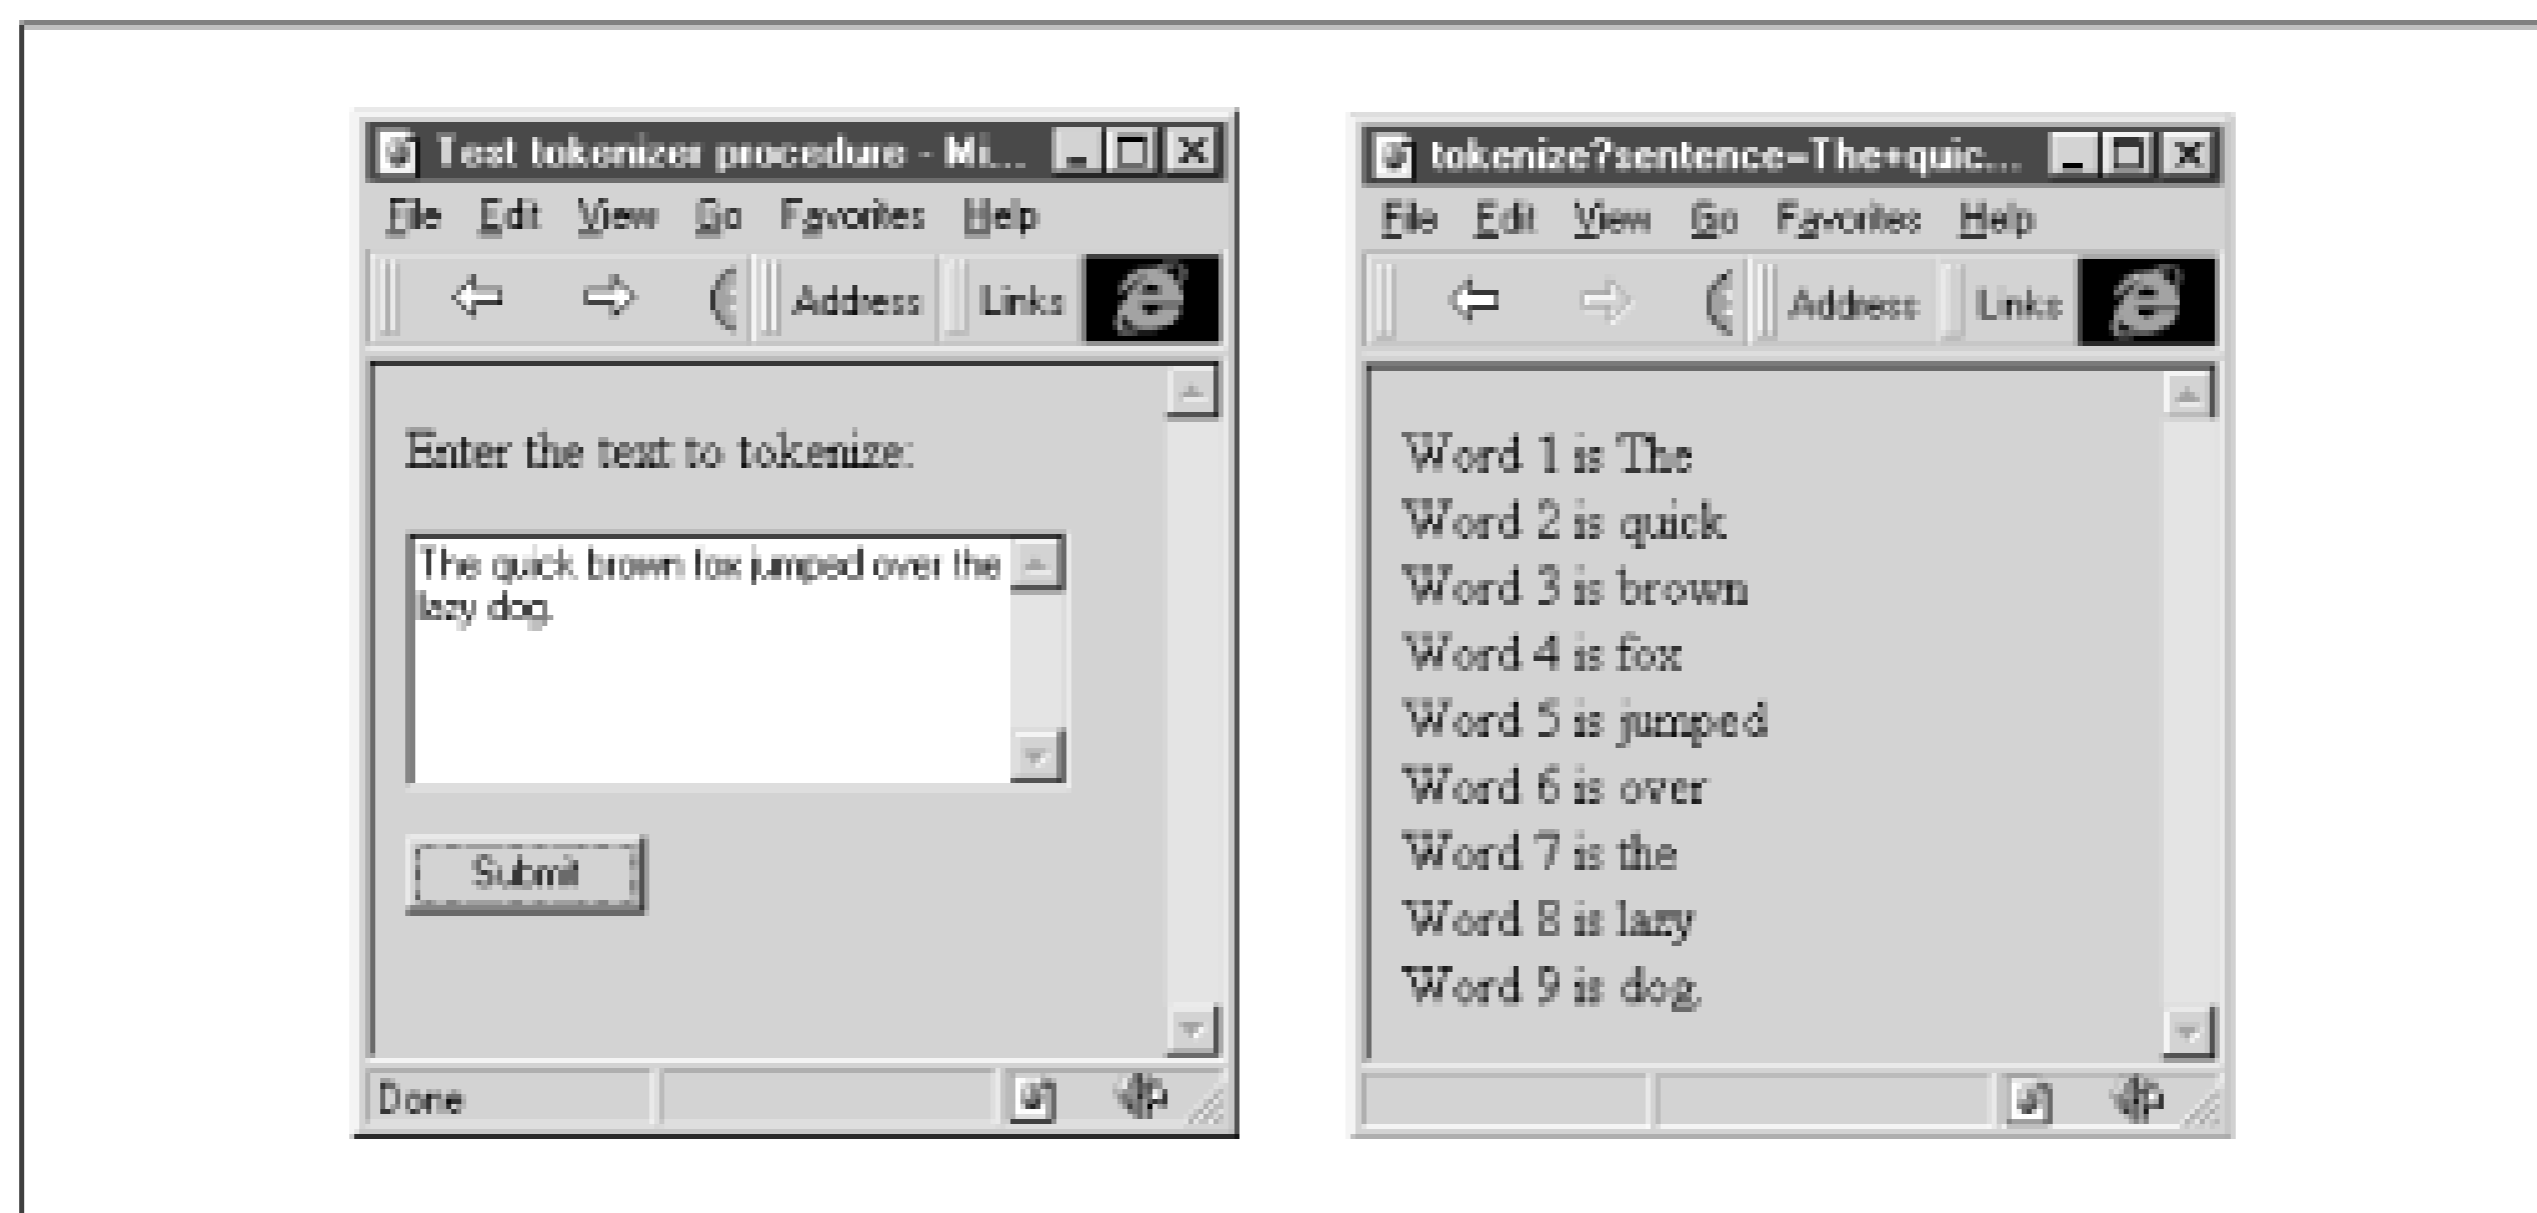 Test tokenizer procedure - Mi...
File Edit View Go Favorites Help
Address Links
Enter the text to tokenize:
The quick brown fox jumped over the
lazy dog.
Submit
Done
tokenize?sentence=The+quic...
File Edit View Go Favorites Help
Address Links
Word 1 is The
Word 2 is quick
Word 3 is brown
Word 4 is fox
Word 5 is jumped
Word 6 is over
Word 7 is the
Word 8 is lazy
Word 9 is dog.